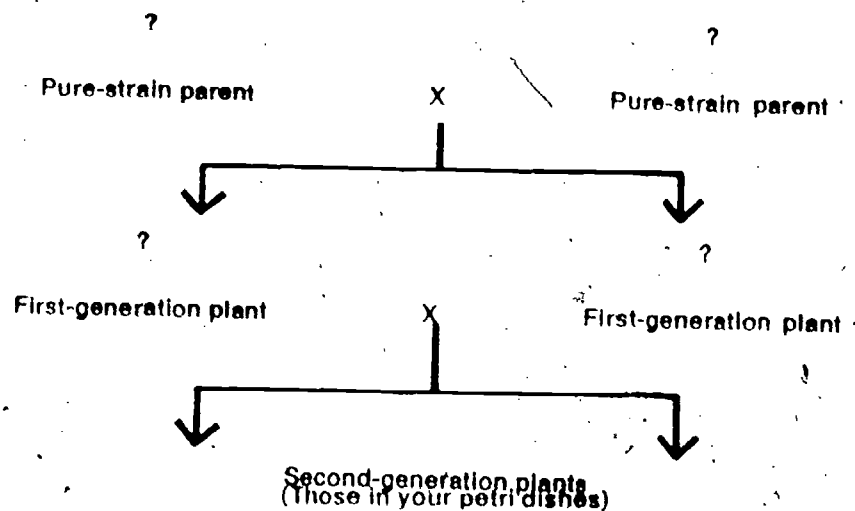 ?
?
Pure-strain parent X Pure-strain parent
?
?
First-generation plant X First-generation plant
Second-generation plants
(Those in your petri dishes)